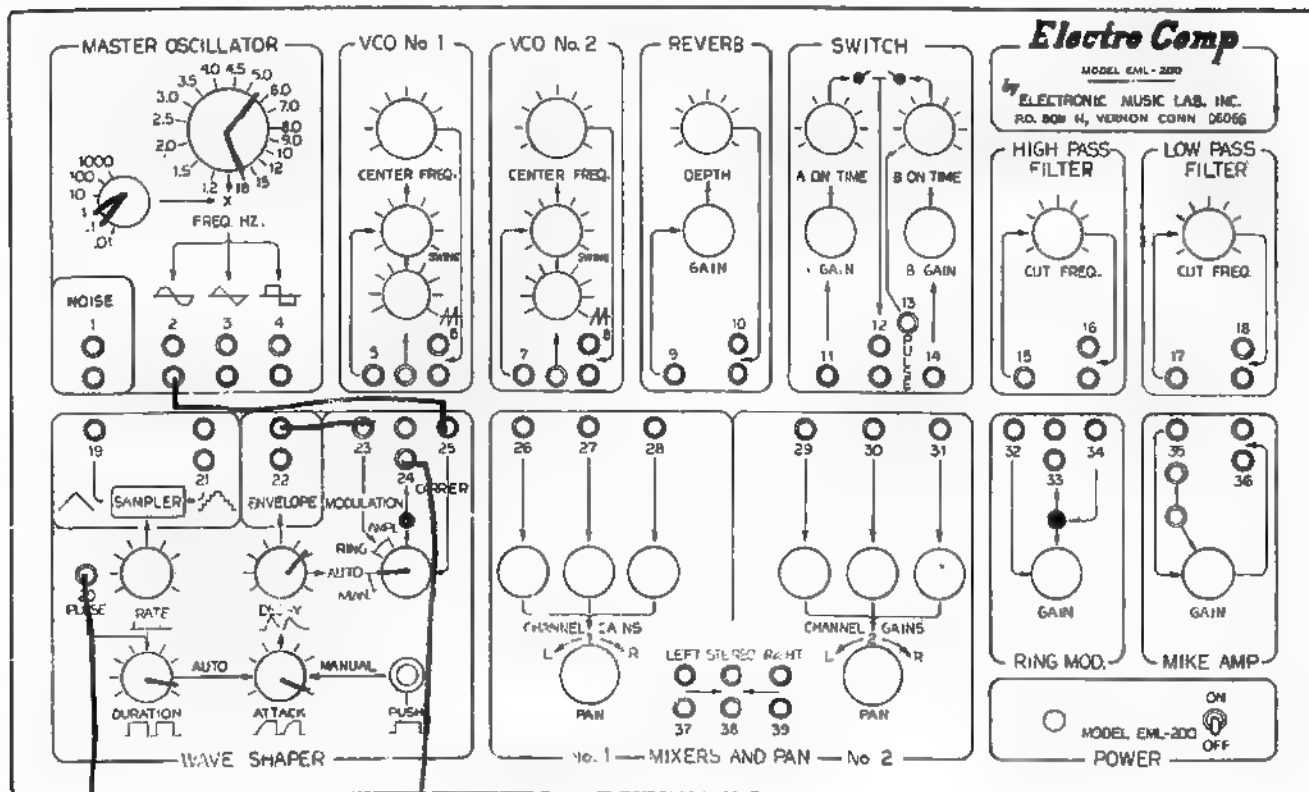 Electro Comp
MODEL EML-200
by ELECTRONIC MUSIC LAB, INC.
P.O. BOX H, VERNON CONN 06066
MASTER OSCILLATOR
1.2 1.5 2.0 2.5 3.0 3.5 4.0 4.5 5.0 6.0 7.0 8.0 9.0 10 12 15 18
1000 100 10 1 .1 .01
X
FREQ. HZ.
NOISE
1 2 3 4
VCO No 1
CENTER FREQ.
SWING
5 6
VCO No. 2
CENTER FREQ.
SWING
7 8
REVERB
DEPTH
GAIN
9 10
SWITCH
A ON TIME B ON TIME
GAIN B GAIN
11 12 13 14
PULSE
HIGH PASS
FILTER
CUT FREQ.
15 16
LOW PASS
FILTER
CUT FREQ.
17 18
19 21 22 23 24 25
SAMPLER
ENVELOPE
MODULATION
CARRIER
AMPL.
RING
AUTO
MAN.
20
PULSE
RATE
DECAY
AUTO
MANUAL
DURATION
ATTACK
PUSH
WAVE SHAPER
26 27 28
29 30 31
CHANNEL GAINS
1
L R
PAN
CHANNEL GAINS
2
L R
PAN
LEFT STEREO RIGHT
37 38 39
No. 1 — MIXERS AND PAN — No 2
32 33 34
GAIN
RING MOD.
35 36
GAIN
MIKE AMP
MODEL EML-200
ON
OFF
POWER